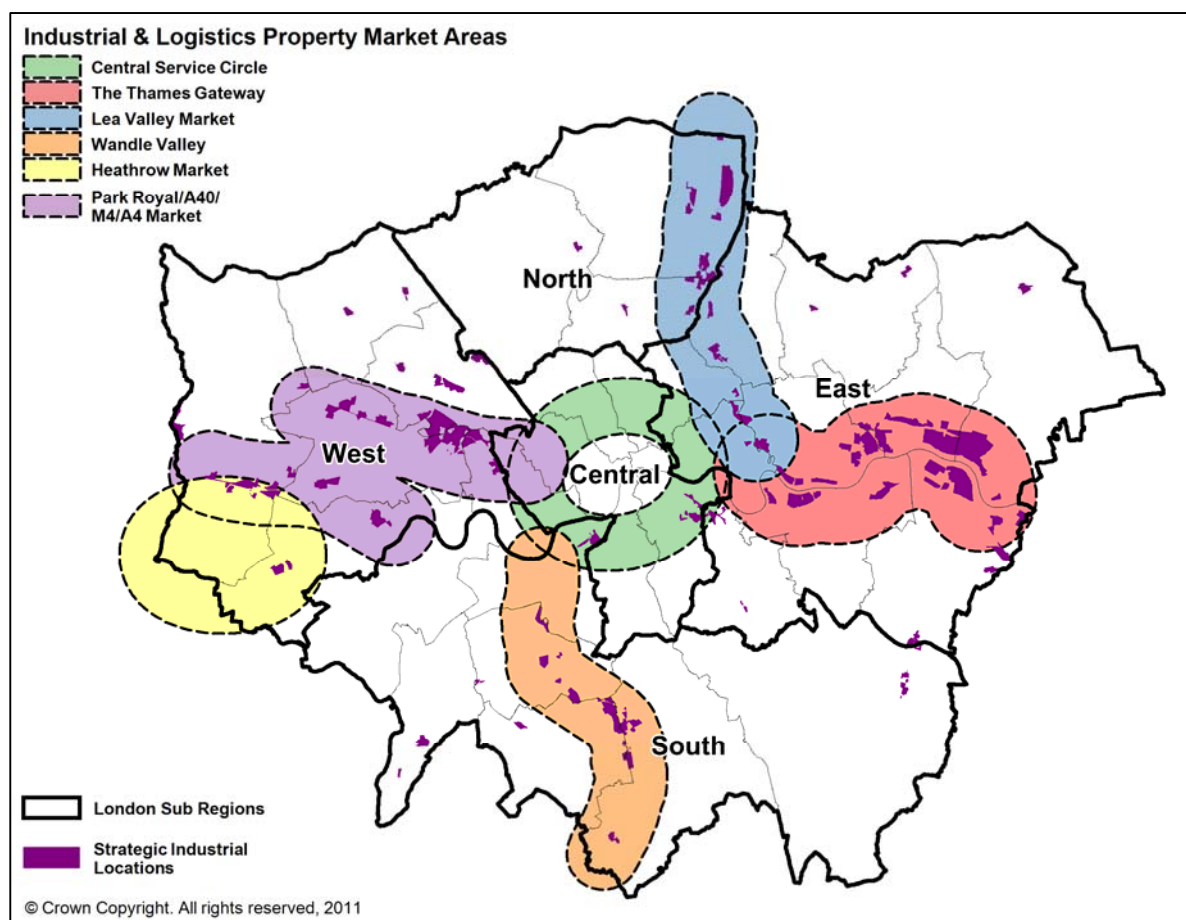 Industrial & Logistics Property Market Areas
Central Service Circle
The Thames Gateway
Lea Valley Market
Wandle Valley
Heathrow Market
Park Royal/A40/
M4/A4 Market
North
East
West
Central
South
London Sub Regions
Strategic Industrial
Locations
© Crown Copyright. All rights reserved, 2011